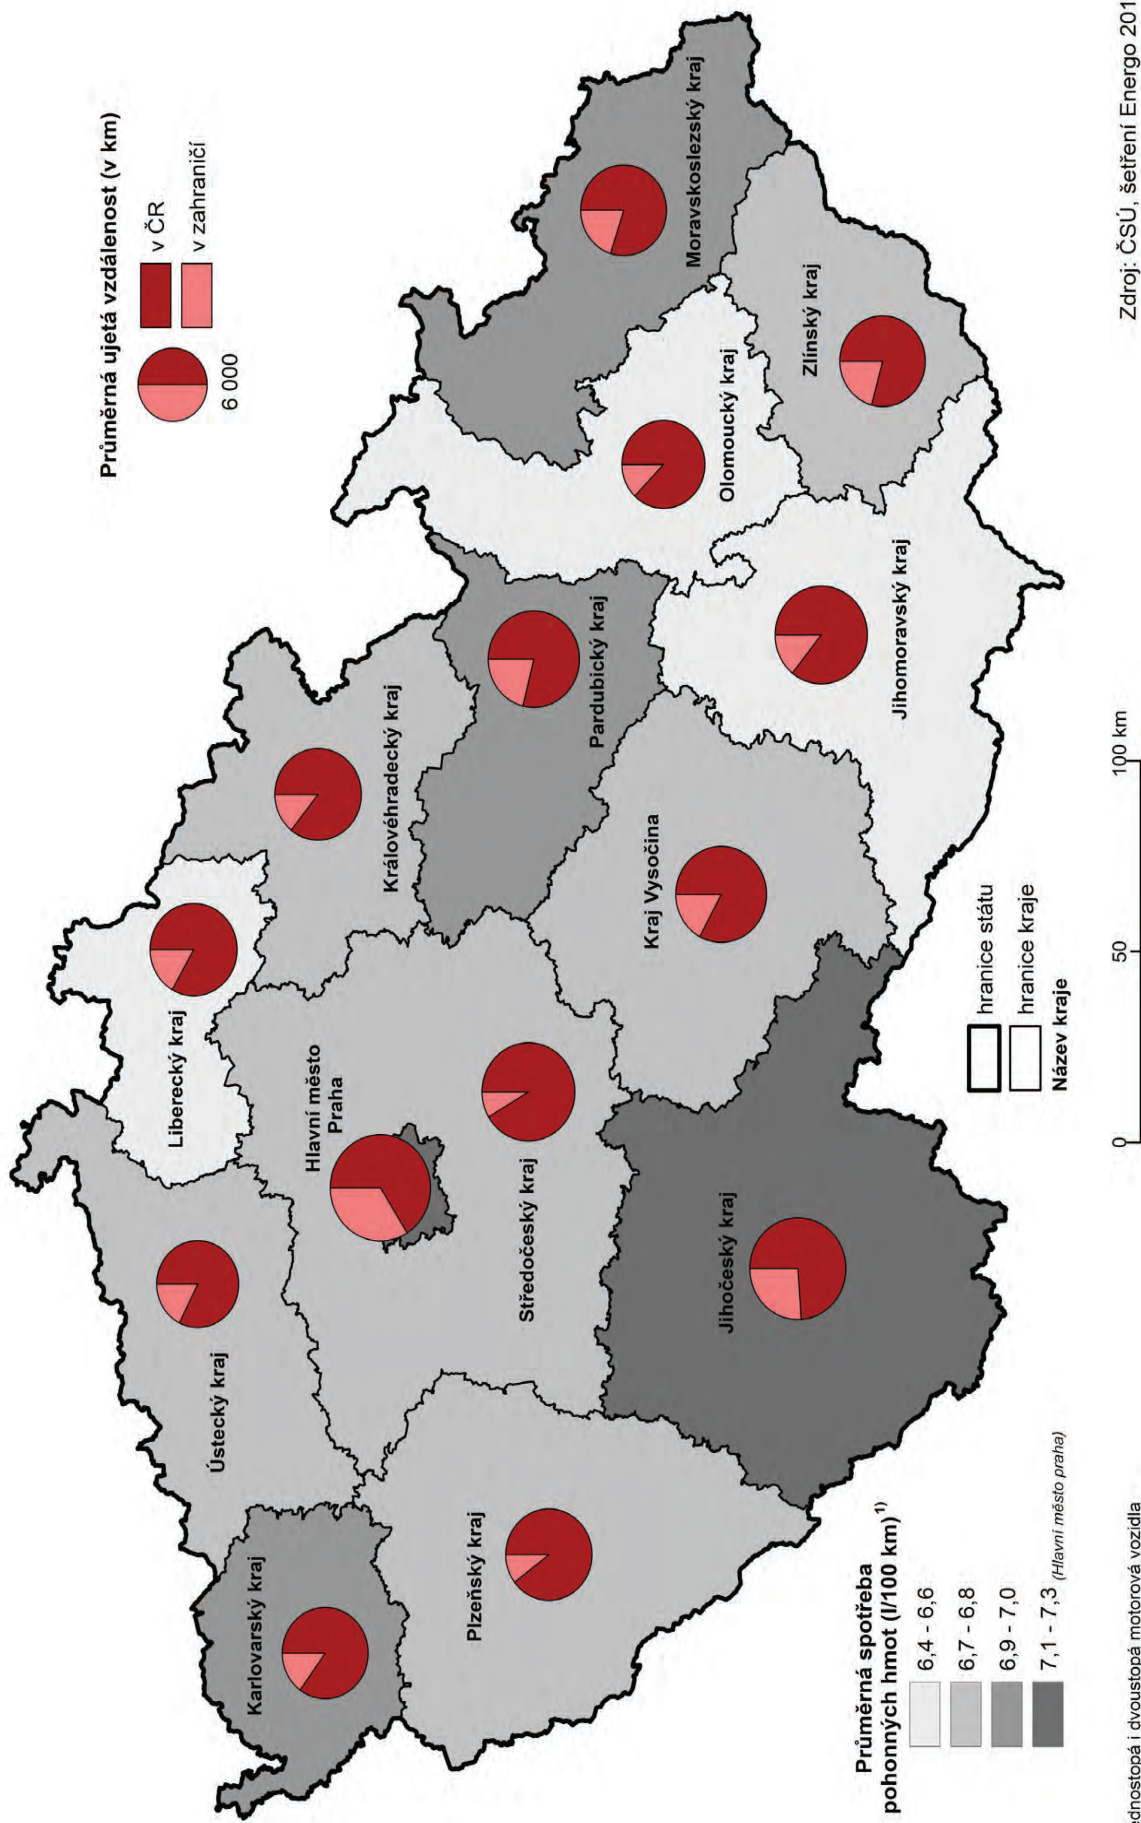 Průměrná ujetá vzdálenost (v km)
6 000
v ČR
v zahraničí
Karlovarský kraj
Ústecký kraj
Liberecký kraj
Královéhradecký kraj
Plzeňský kraj
Hlavní město
Praha
Středočeský kraj
Pardubický kraj
Olomoucký kraj
Moravskoslezský kraj
Jihočeský kraj
Kraj Vysočina
Jihomoravský kraj
Zlínský kraj
Průměrná spotřeba
pohonných hmot (l/100 km)¹⁾
6,4 - 6,6
6,7 - 6,8
6,9 - 7,0
7,1 - 7,3 (Hlavní město praha)
hranice státu
hranice kraje
Název kraje
0 50 100 km
dnostopá i dvoustopá motorová vozidla
Zdroj: ČSÚ, šetření Energo 201